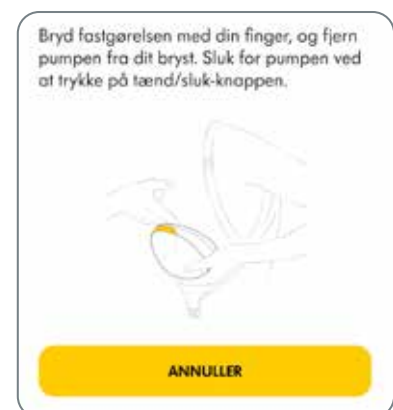 Bryd fastgørelsen med din finger, og fjern
pumpen fra dit bryst. Sluk for pumpen ved
at trykke på tænd/sluk-knappen.
ANNULLER